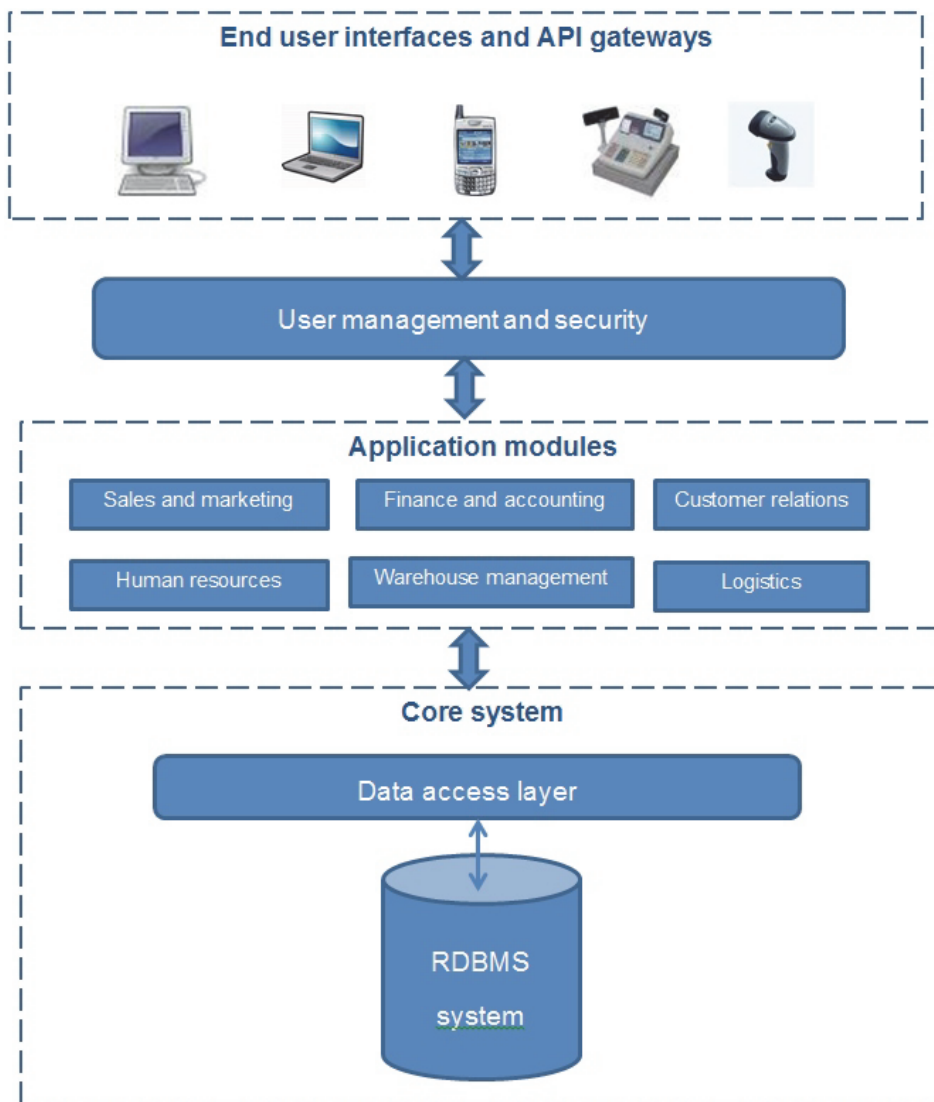 End user interfaces and API gateways
User management and security
Application modules
Sales and marketing
Finance and accounting
Customer relations
Human resources
Warehouse management
Logistics
Core system
Data access layer
RDBMS
system